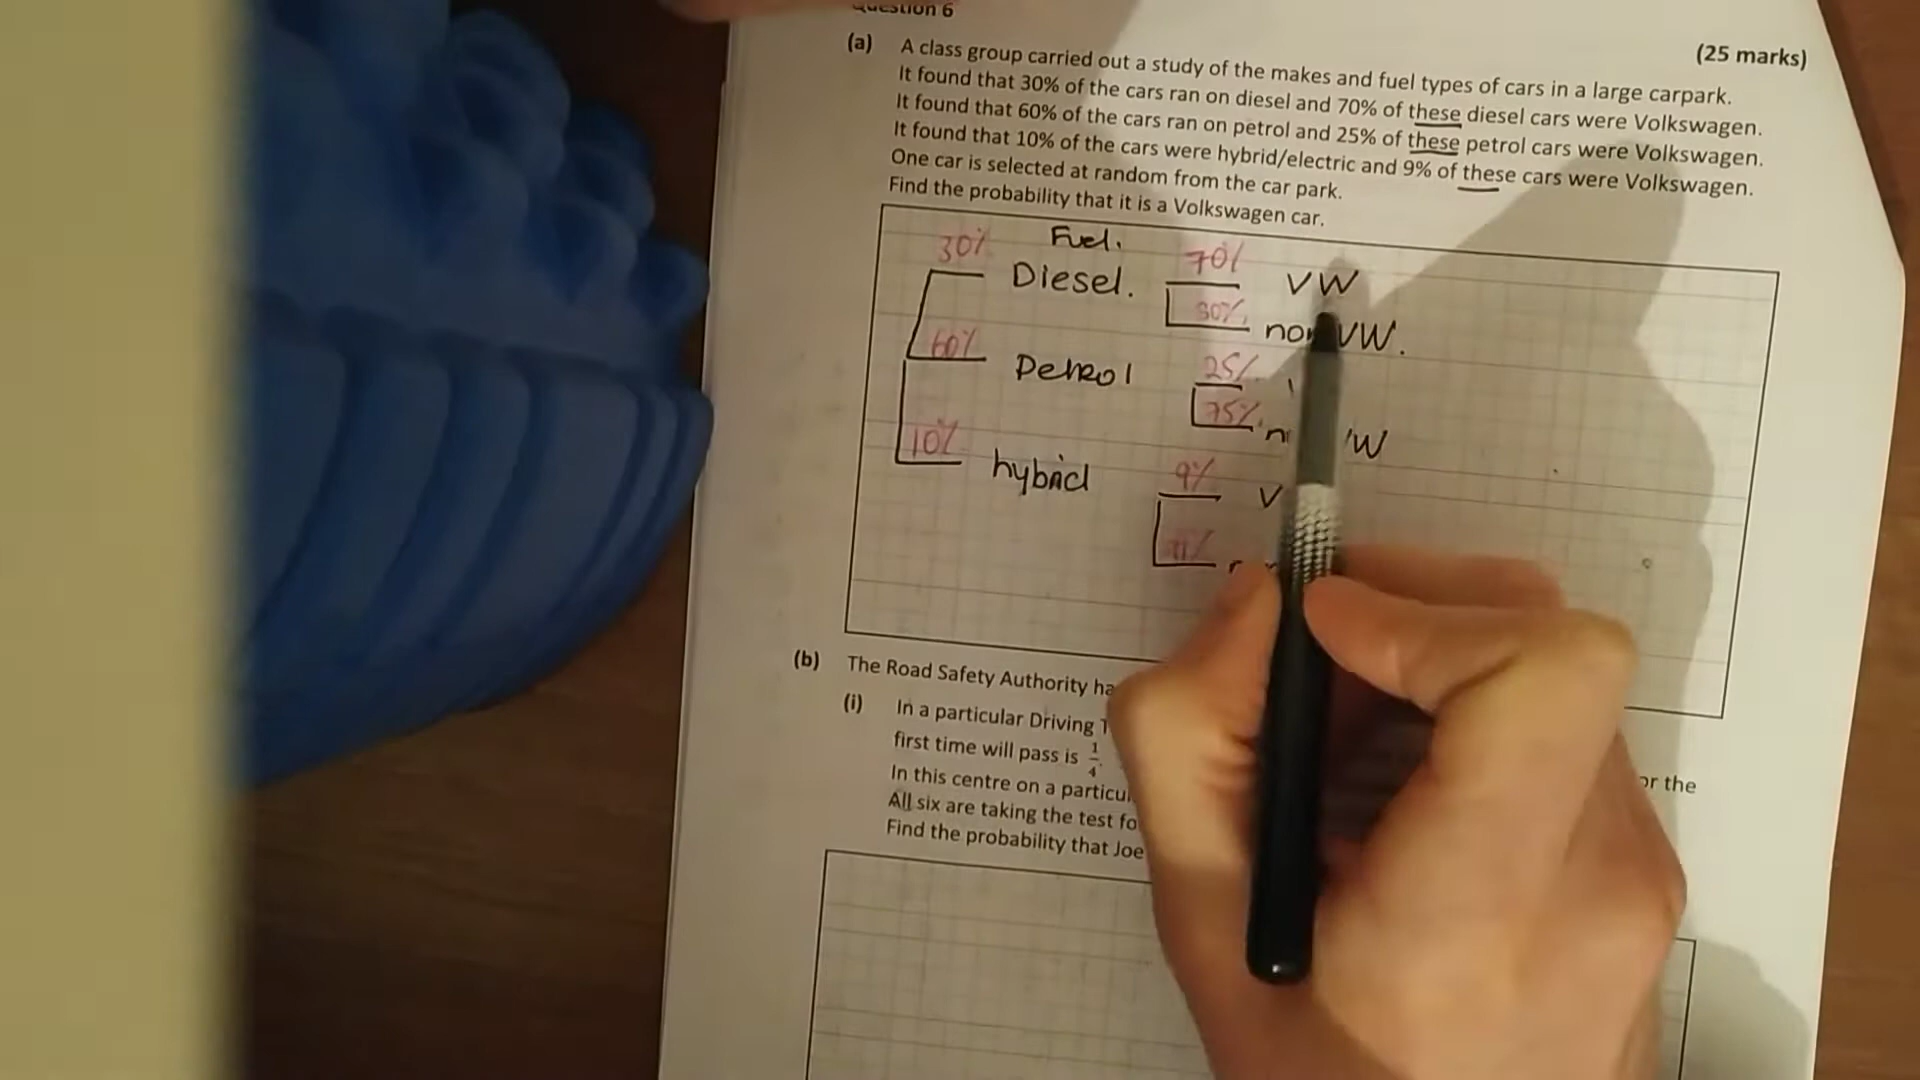 Question 6
(25 marks)
(a) A class group carried out a study of the makes and fuel types of cars in a large carpark.
It found that 30% of the cars ran on diesel and 70% of these diesel cars were Volkswagen.
It found that 60% of the cars ran on petrol and 25% of these petrol cars were Volkswagen.
It found that 10% of the cars were hybrid/electric and 9% of these cars were Volkswagen.
One car is selected at random from the car park.
Find the probability that it is a Volkswagen car.
Fuel.
30% Diesel. 70% VW
30% non VW.
60% Petrol 25%
75% W
10% hybrid 9% V
91%
(b) The Road Safety Authority ha
(i) In a particular Driving T
first time will pass is 1/4.
or the
In this centre on a particul
All six are taking the test fo
Find the probability that Joe